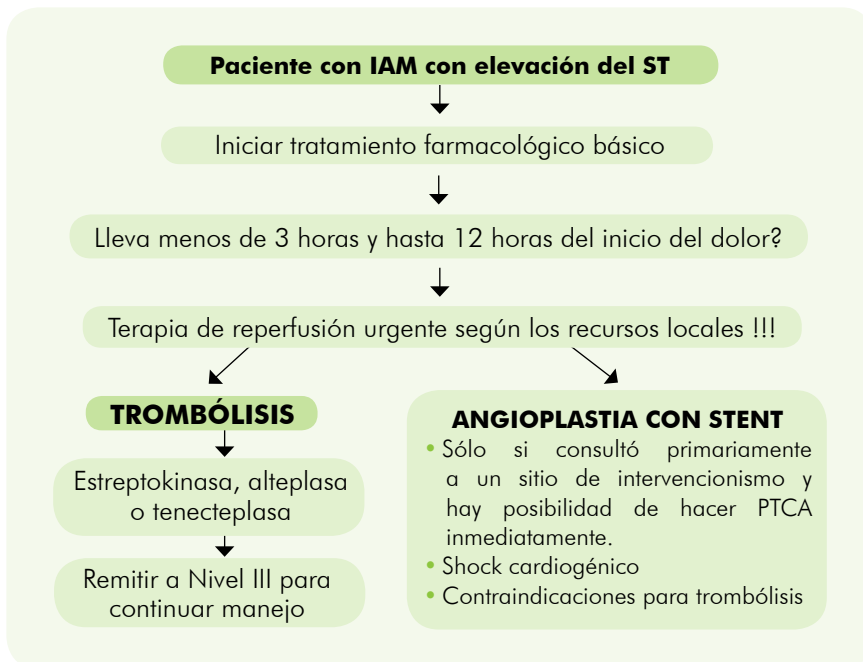 Paciente con IAM con elevación del ST
Iniciar tratamiento farmacológico básico
Lleva menos de 3 horas y hasta 12 horas del inicio del dolor?
Terapia de reperfusión urgente según los recursos locales !!!
TROMBÓLISIS
Estreptokinasa, alteplasa
o tenecteplasa
Remitir a Nivel III para
continuar manejo
ANGIOPLASTIA CON STENT
• Sólo si consultó primariamente
a un sitio de intervencionismo y
hay posibilidad de hacer PTCA
inmediatamente.
• Shock cardiogénico
• Contraindicaciones para trombólisis